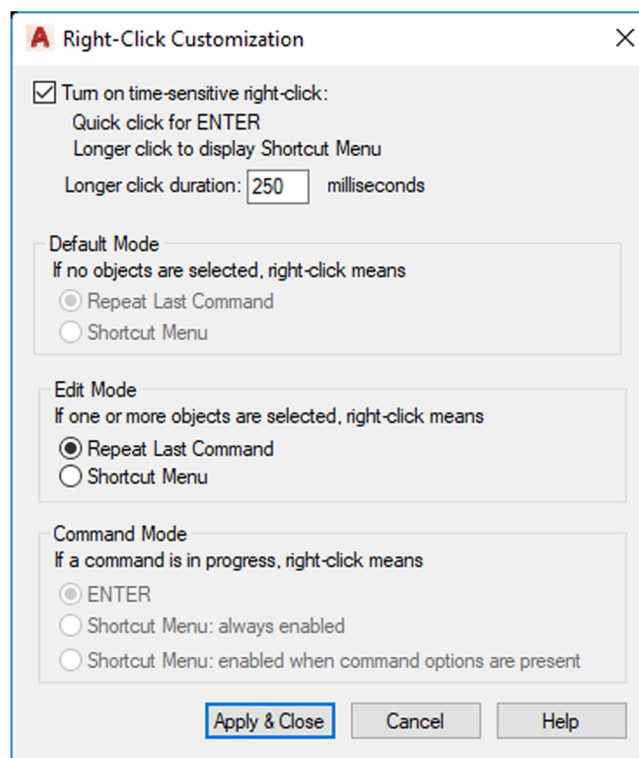 Right-Click Customization
Turn on time-sensitive right-click:
Quick click for ENTER
Longer click to display Shortcut Menu
Longer click duration: 250 milliseconds
Default Mode
If no objects are selected, right-click means
Repeat Last Command
Shortcut Menu
Edit Mode
If one or more objects are selected, right-click means
Repeat Last Command
Shortcut Menu
Command Mode
If a command is in progress, right-click means
ENTER
Shortcut Menu: always enabled
Shortcut Menu: enabled when command options are present
Apply & Close Cancel Help